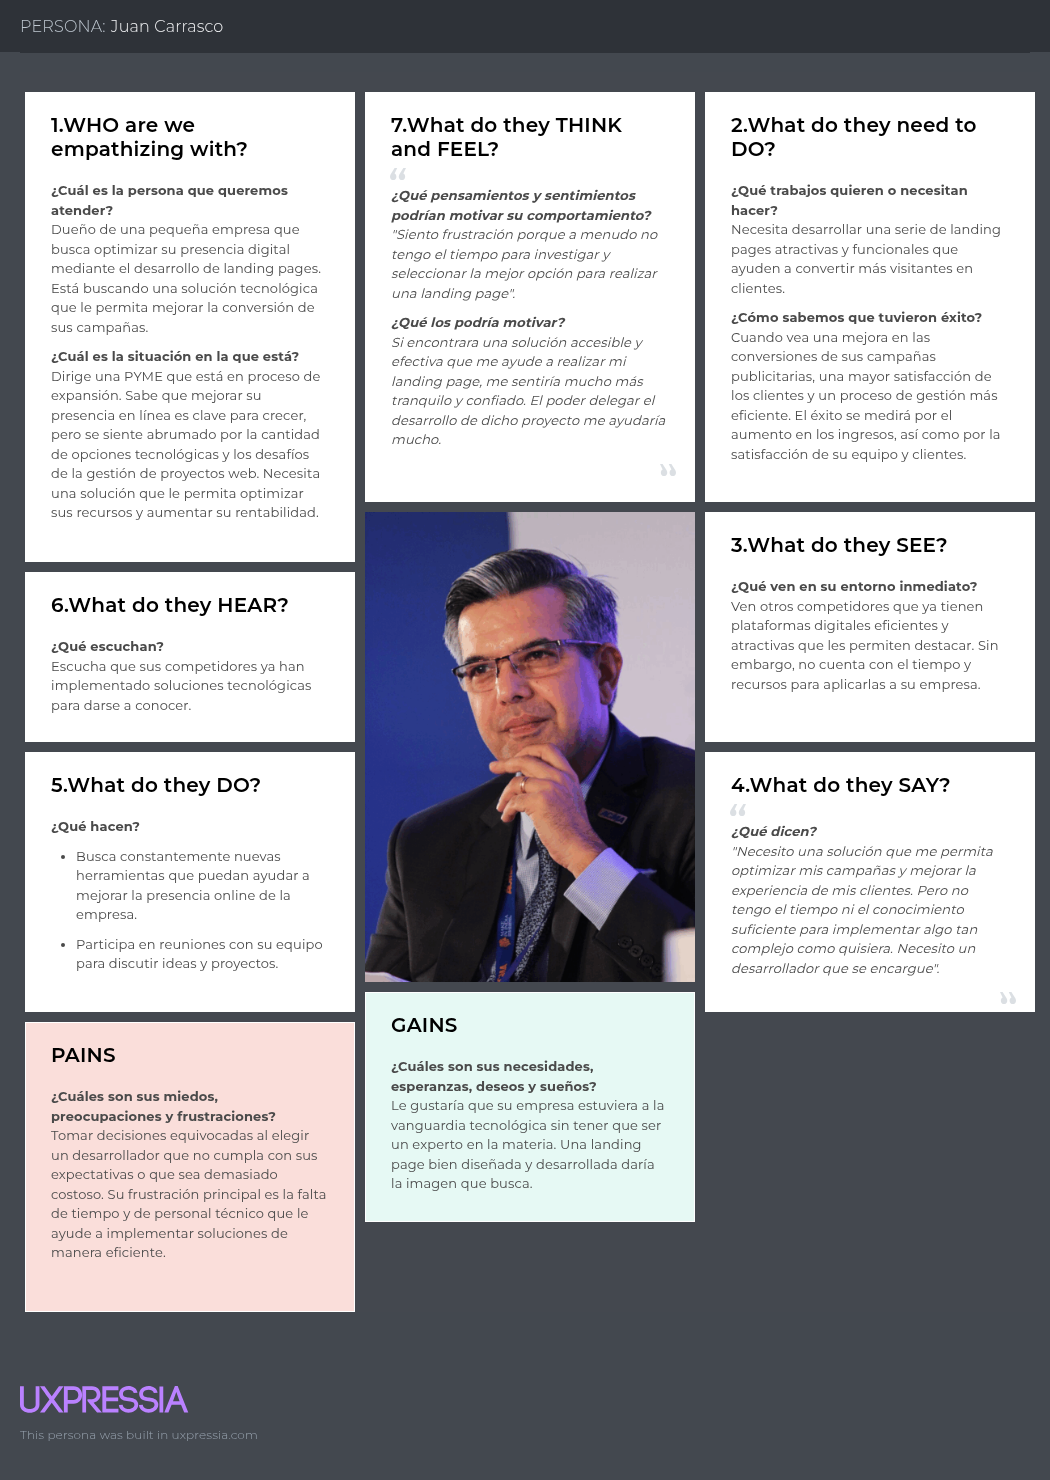 PERSONA: Juan Carrasco
1.WHO are we
empathizing with?
¿Cuál es la persona que queremos
atender?
Dueño de una pequeña empresa que
busca optimizar su presencia digital
mediante el desarrollo de landing pages.
Está buscando una solución tecnológica
que le permita mejorar la conversión de
sus campañas.
¿Cuál es la situación en la que está?
Dirige una PYME que está en proceso de
expansión. Sabe que mejorar su
presencia en línea es clave para crecer,
pero se siente abrumado por la cantidad
de opciones tecnológicas y los desafíos
de la gestión de proyectos web. Necesita
una solución que le permita optimizar
sus recursos y aumentar su rentabilidad.
7.What do they THINK
and FEEL?
“
¿Qué pensamientos y sentimientos
podrían motivar su comportamiento?
"Siento frustración porque a menudo no
tengo el tiempo para investigar y
seleccionar la mejor opción para realizar
una landing page".
¿Qué los podría motivar?
Si encontrara una solución accesible y
efectiva que me ayude a realizar mi
landing page, me sentiría mucho más
tranquilo y confiado. El poder delegar el
desarrollo de dicho proyecto me ayudaría
mucho.
”
2.What do they need to
DO?
¿Qué trabajos quieren o necesitan
hacer?
Necesita desarrollar una serie de landing
pages atractivas y funcionales que
ayuden a convertir más visitantes en
clientes.
¿Cómo sabemos que tuvieron éxito?
Cuando vea una mejora en las
conversiones de sus campañas
publicitarias, una mayor satisfacción de
los clientes y un proceso de gestión más
eficiente. El éxito se medirá por el
aumento en los ingresos, así como por la
satisfacción de su equipo y clientes.
6.What do they HEAR?
¿Qué escuchan?
Escucha que sus competidores ya han
implementado soluciones tecnológicas
para darse a conocer.
3.What do they SEE?
¿Qué ven en su entorno inmediato?
Ven otros competidores que ya tienen
plataformas digitales eficientes y
atractivas que les permiten destacar. Sin
embargo, no cuenta con el tiempo y
recursos para aplicarlas a su empresa.
5.What do they DO?
¿Qué hacen?
• Busca constantemente nuevas
herramientas que puedan ayudar a
mejorar la presencia online de la
empresa.
• Participa en reuniones con su equipo
para discutir ideas y proyectos.
4.What do they SAY?
“
¿Qué dicen?
"Necesito una solución que me permita
optimizar mis campañas y mejorar la
experiencia de mis clientes. Pero no
tengo el tiempo ni el conocimiento
suficiente para implementar algo tan
complejo como quisiera. Necesito un
desarrollador que se encargue".
”
PAINS
¿Cuáles son sus miedos,
preocupaciones y frustraciones?
Tomar decisiones equivocadas al elegir
un desarrollador que no cumpla con sus
expectativas o que sea demasiado
costoso. Su frustración principal es la falta
de tiempo y de personal técnico que le
ayude a implementar soluciones de
manera eficiente.
GAINS
¿Cuáles son sus necesidades,
esperanzas, deseos y sueños?
Le gustaría que su empresa estuviera a la
vanguardia tecnológica sin tener que ser
un experto en la materia. Una landing
page bien diseñada y desarrollada daría
la imagen que busca.
UXPRESSIA
This persona was built in uxpressia.com